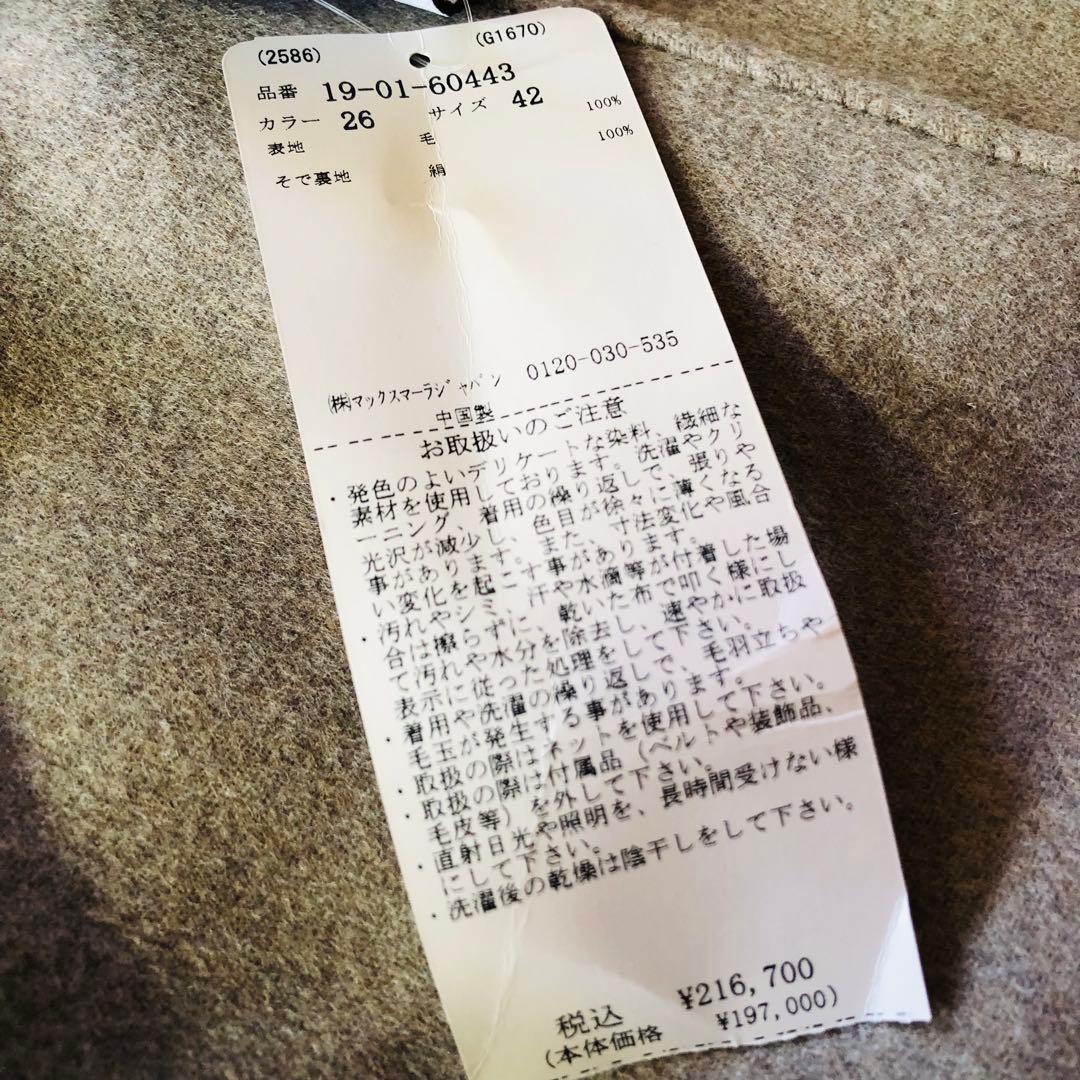 (2586) (G1670)
品番 19-01-60443
カラー 26 サイズ 42
表地 毛 100%
そで裏地 絹 100%
㈱マックスマーラジャパン 0120-030-535
中国製
お取扱いのご注意
・発色のよいデリケートな染料、繊細な
素材を使用しております。洗濯やクリ
ーニング、着用の繰り返しで、張りや
光沢が減少し、色目が徐々に薄くなる
事があります。また、寸法変化や風合
い変化を起こす事があります。
・汚れやシミ、汗や水滴等が付着した場
合は擦らずに、乾いた布で叩く様にし
て汚れや水分を除去し、速やかに取扱
表示に従った処理をして下さい。
・着用や洗濯の繰り返しで、毛羽立ちや
毛玉が発生する事があります。
・取扱の際はネットを使用して下さい。
・取扱の際は付属品(ベルトや装飾品、
毛皮等)を外して下さい。
・直射日光や照明を、長時間受けない様
にして下さい。
・洗濯後の乾燥は陰干しをして下さい。
税込 ¥216,700
(本体価格 ¥197,000)